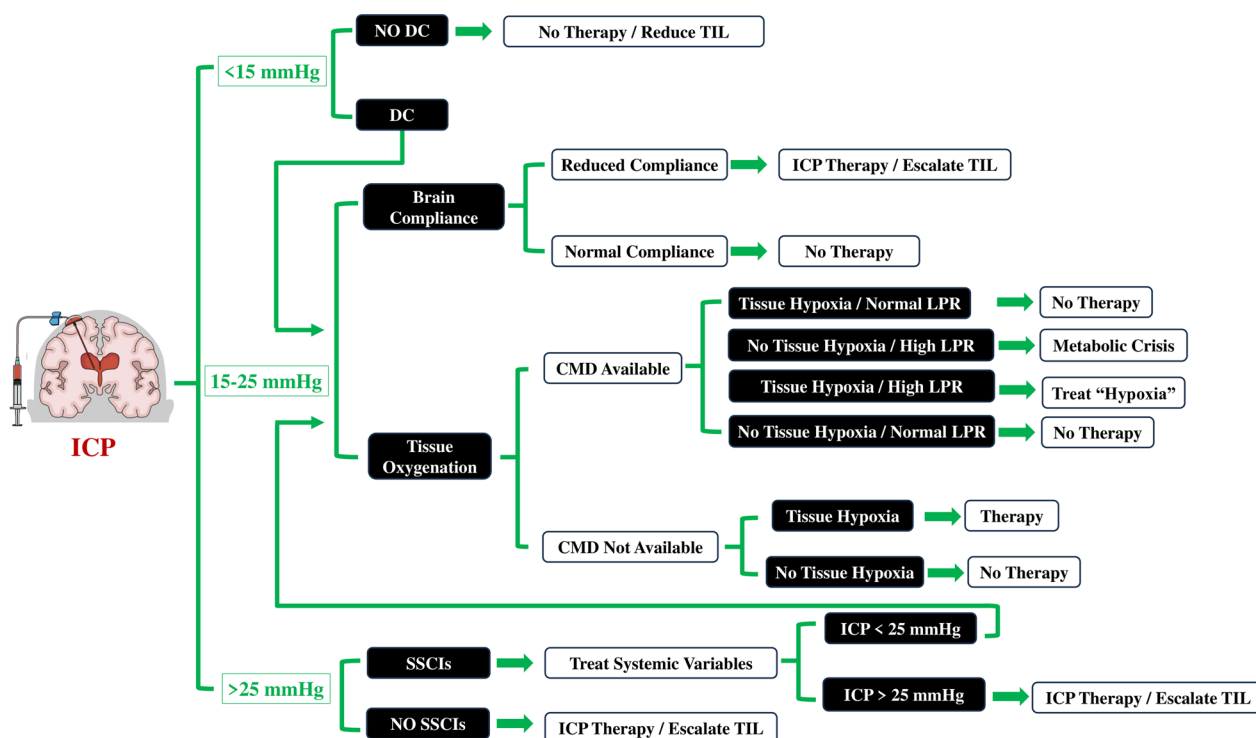 NO DC
No Therapy / Reduce TIL
<15 mmHg
DC
Reduced Compliance
ICP Therapy / Escalate TIL
Brain
Compliance
Normal Compliance
No Therapy
Tissue Hypoxia / Normal LPR
No Therapy
No Tissue Hypoxia / High LPR
Metabolic Crisis
CMD Available
15-25 mmHg
Tissue Hypoxia / High LPR
Treat “Hypoxia”
No Tissue Hypoxia / Normal LPR
No Therapy
ICP
Tissue
Oxygenation
Tissue Hypoxia
Therapy
CMD Not Available
No Tissue Hypoxia
No Therapy
ICP < 25 mmHg
SSCIs
Treat Systemic Variables
>25 mmHg
ICP > 25 mmHg
ICP Therapy / Escalate TIL
NO SSCIs
ICP Therapy / Escalate TIL